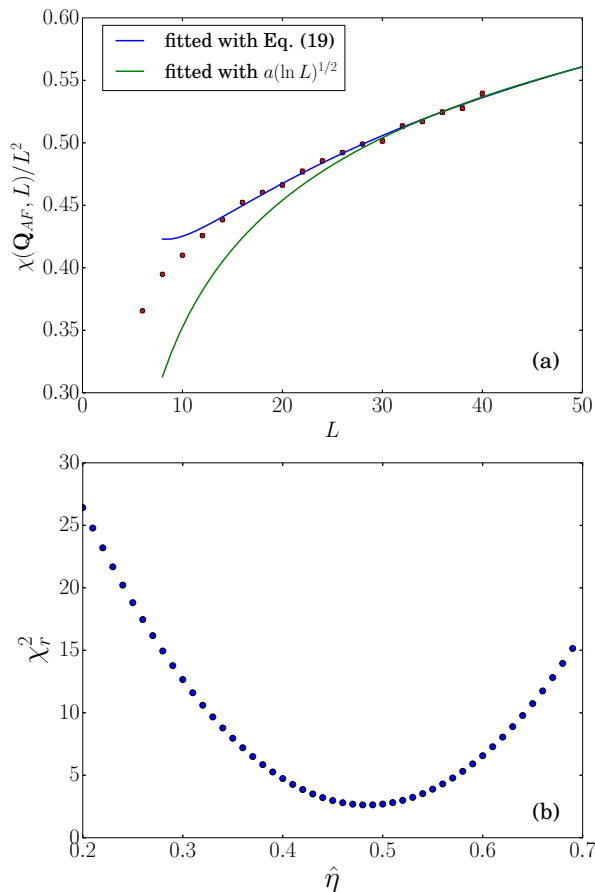 0.60
fitted with Eq. (19)
fitted with a(ln L)^{1/2}
0.55
0.50
0.45
0.40
0.35
0.30
χ(Q_{AF}, L)/L^2
(a)
0 10 20 30 40 50
L
30
25
20
15
10
5
0
χ_r^2
(b)
0.2 0.3 0.4 0.5 0.6 0.7
η̂